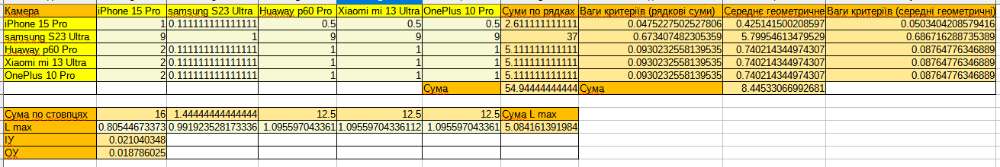 Камера iPhone 15 Pro samsung S23 Ultra Huaway p60 Pro Xiaomi mi 13 Ultra OnePlus 10 Pro Суми по рядках Ваги критеріїв (рядкові суми) Середнє геометричне Ваги критеріїв (середнї геометричні)
iPhone 15 Pro 1 0.111111111111111 0.5 0.5 0.5 2.611111111111 0.0475227502527806 0.425141500208597 0.0503404208579416
samsung S23 Ultra 9 1 9 9 9 37 0.673407482305359 5.79954613479529 0.686716288735389
Huaway p60 Pro 2 0.111111111111111 1 1 1 5.111111111111 0.0930232558139535 0.740214344974307 0.08764776346889
Xiaomi mi 13 Ultra 2 0.111111111111111 1 1 1 5.111111111111 0.0930232558139535 0.740214344974307 0.08764776346889
OnePlus 10 Pro 2 0.111111111111111 1 1 1 5.111111111111 0.0930232558139535 0.740214344974307 0.08764776346889
Сума 54.94444444444 Сума 8.44533066992681
Сума по стовпцях 16 1.44444444444444 12.5 12.5 12.5 Сума L max
L max 0.80544673373 0.991923528173336 1.095597043361 1.09559704336112 1.095597043361 5.084161391984
ІУ 0.021040348
ОУ 0.018786025